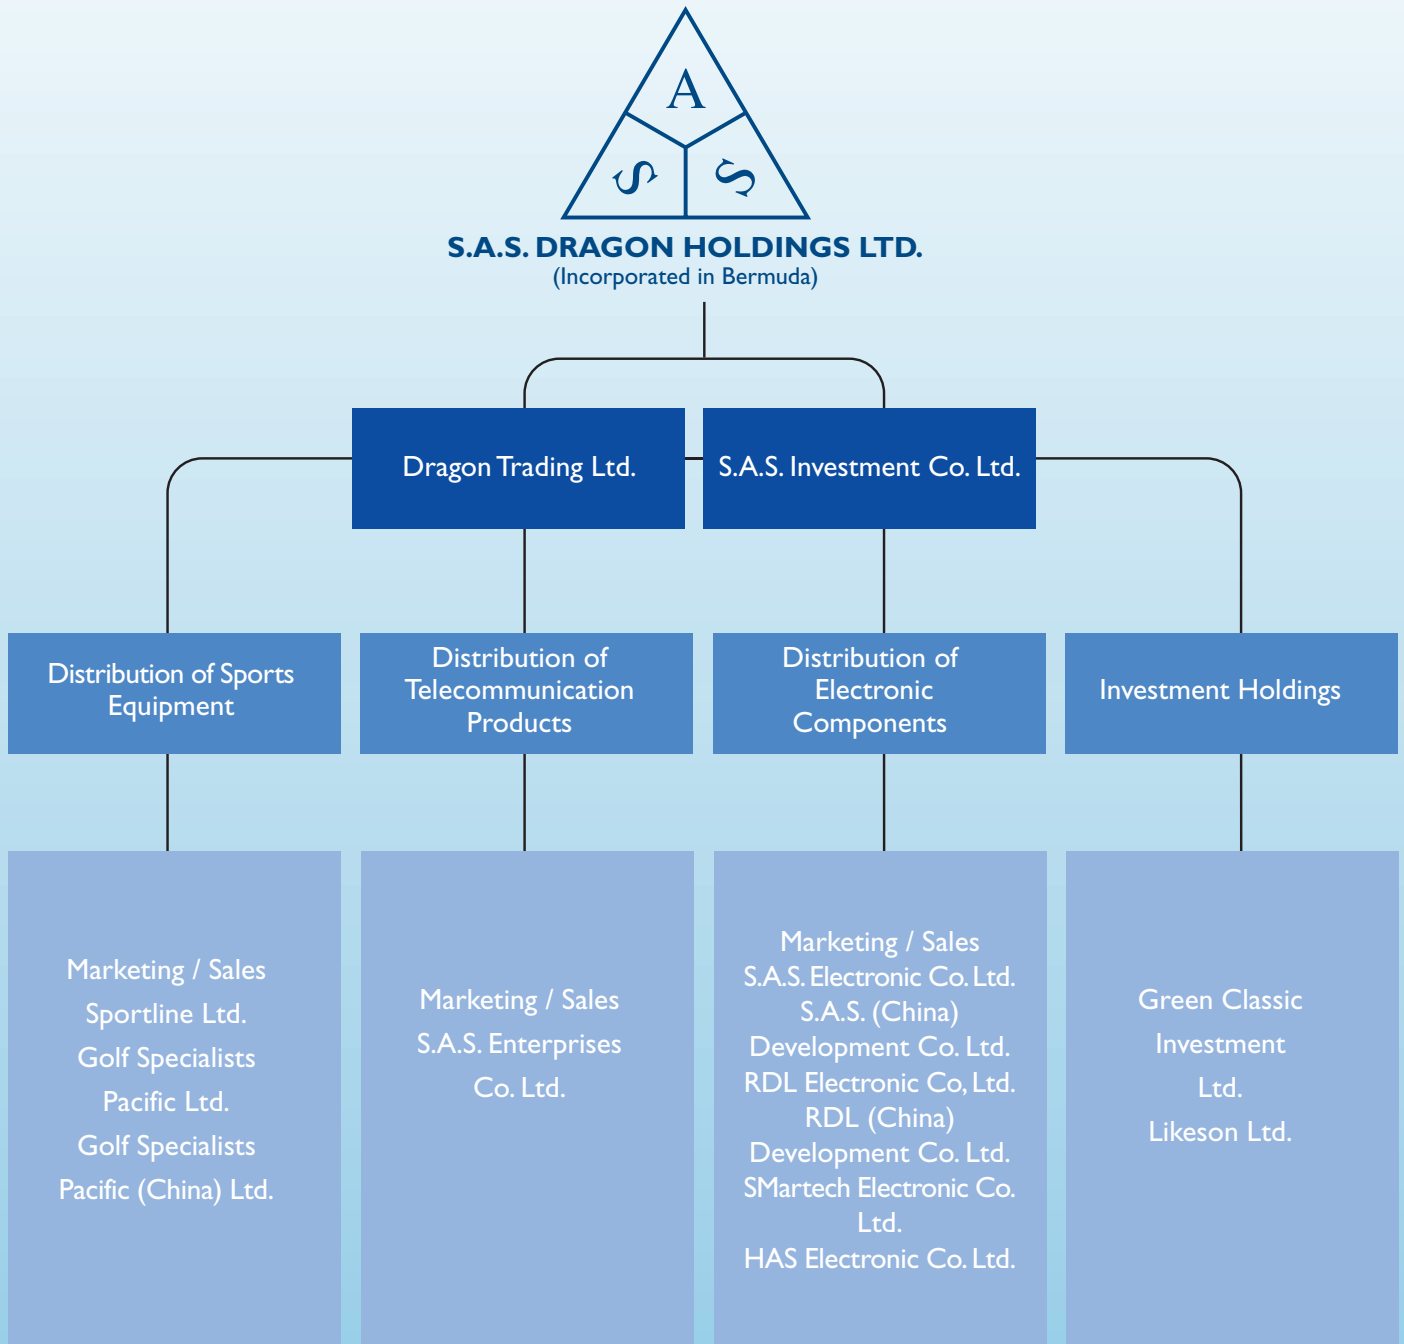 A
S S
S.A.S. DRAGON HOLDINGS LTD.
(Incorporated in Bermuda)
Dragon Trading Ltd.
S.A.S. Investment Co. Ltd.
Distribution of Sports
Equipment
Distribution of
Telecommunication
Products
Distribution of
Electronic
Components
Investment Holdings
Marketing / Sales
Sportline Ltd.
Golf Specialists
Pacific Ltd.
Golf Specialists
Pacific (China) Ltd.
Marketing / Sales
S.A.S. Enterprises
Co. Ltd.
Marketing / Sales
S.A.S. Electronic Co. Ltd.
S.A.S. (China)
Development Co. Ltd.
RDL Electronic Co, Ltd.
RDL (China)
Development Co. Ltd.
SMartech Electronic Co.
Ltd.
HAS Electronic Co. Ltd.
Green Classic
Investment
Ltd.
Likeson Ltd.